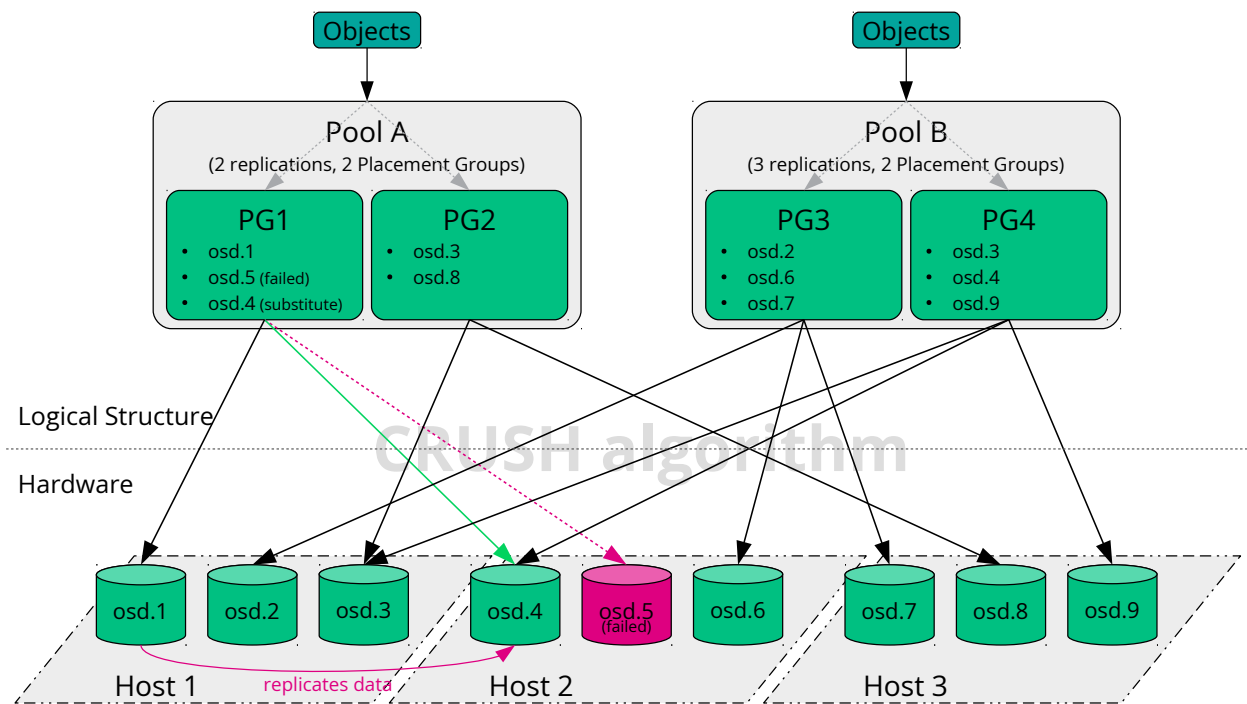 Objects
Objects
Pool A
(2 replications, 2 Placement Groups)
PG1
• osd.1
• osd.5 (failed)
• osd.4 (substitute)
PG2
• osd.3
• osd.8
Pool B
(3 replications, 2 Placement Groups)
PG3
• osd.2
• osd.6
• osd.7
PG4
• osd.3
• osd.4
• osd.9
Logical Structure
CRUSH algorithm
Hardware
osd.1
osd.2
osd.3
osd.4
osd.5
(failed)
osd.6
osd.7
osd.8
osd.9
Host 1
replicates data
Host 2
Host 3